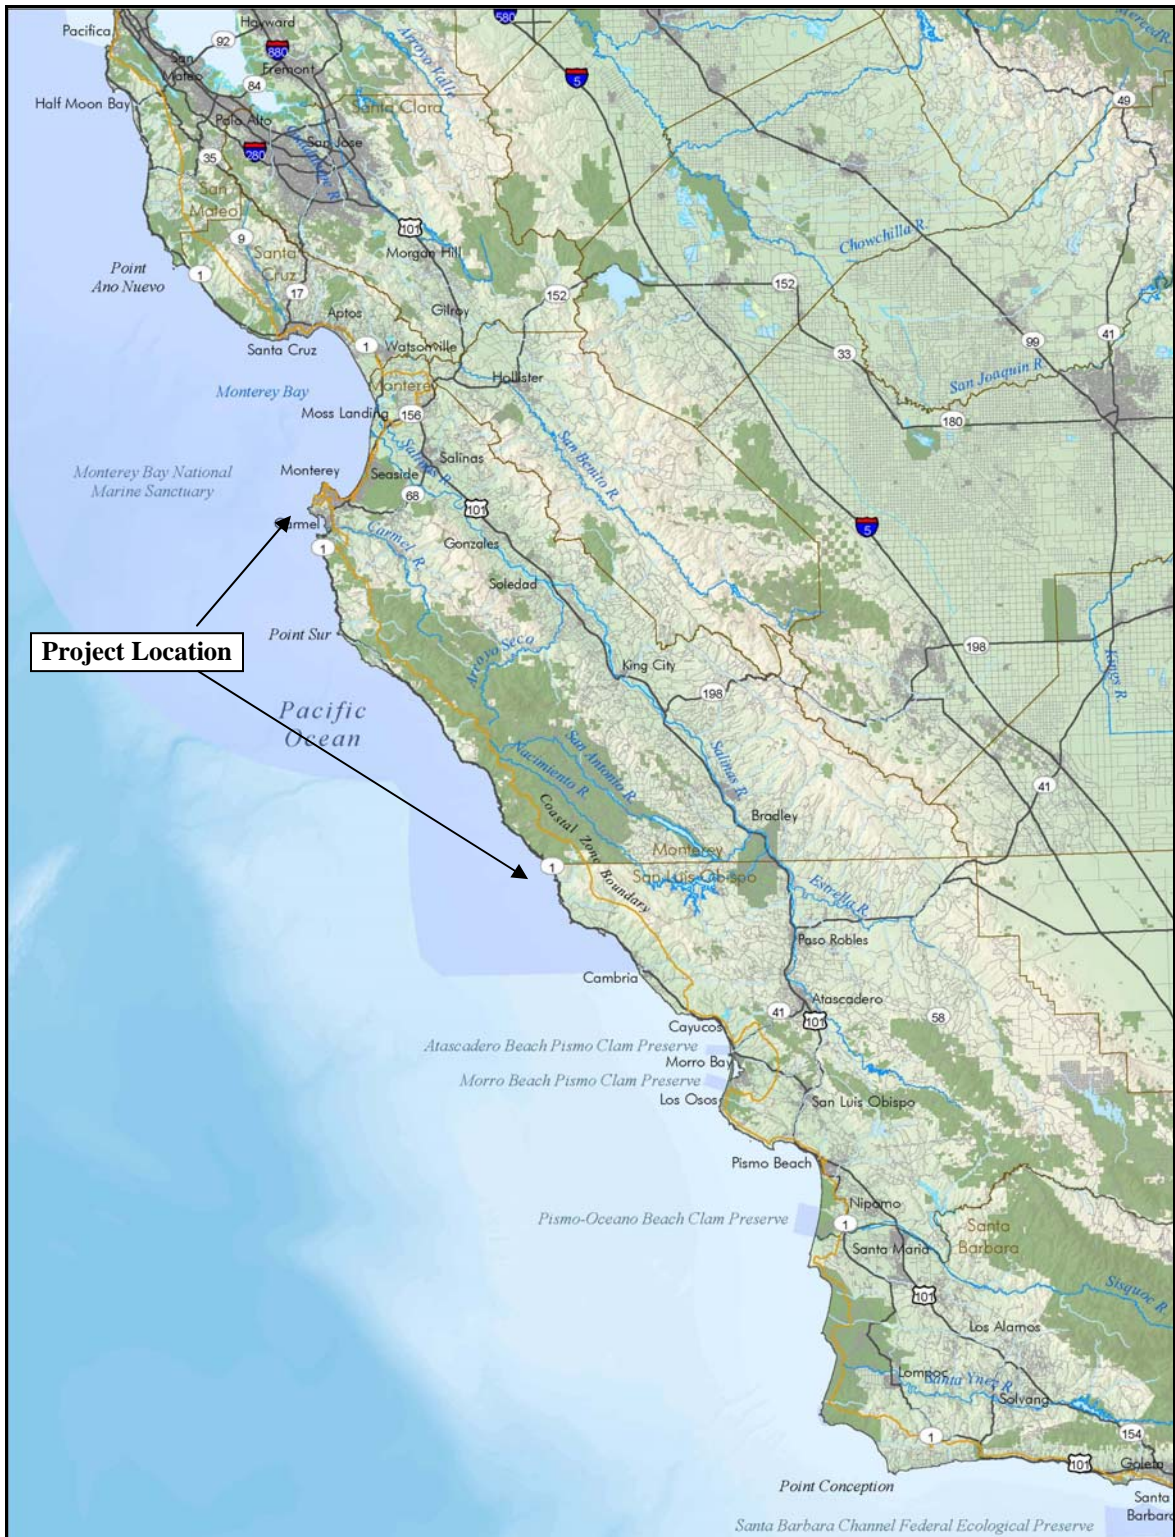 Pacifica
Hayward
580
92
880
San
Mateo
Fremont
5
Arroyo Valle
Merced R.
84
Half Moon Bay
Palo Alto
Santa Clara
49
San Jose
280
35
Guadalupe R.
San
Mateo
101
9
Morgan Hill
Chowchilla R.
Santa
Cruz
Point
Ano Nuevo
1
17
152
152
Aptos
Gilroy
99
41
Santa Cruz
1
Watsonville
33
Monterey Bay
Monterey
Hollister
San Joaquin R.
Moss Landing
156
180
Monterey Bay National
Marine Sanctuary
Monterey
Seaside
Salinas R.
Salinas
San Benito R.
68
101
5
Carmel
1
Carmel R.
Gonzales
Soledad
Point Sur
Project Location
Arroyo Seco
King City
198
198
Kings R.
Pacific
Ocean
San Antonio R.
Nacimiento R.
Salinas R.
41
Coastal Zone Boundary
Bradley
Monterey
1
San Luis Obispo
Estrella R.
Paso Robles
Cambria
Atascadero
41
101
58
Cayucos
Atascadero Beach Pismo Clam Preserve
Morro Bay
Morro Beach Pismo Clam Preserve
Los Osos
San Luis Obispo
Pismo Beach
Nipomo
Pismo-Oceano Beach Clam Preserve
1
Santa
Barbara
Santa Maria
Sisquoc R.
101
Los Alamos
Lompoc
Santa Ynez R.
Solvang
1
154
101
Goleta
Point Conception
Santa
Barbara
Santa Barbara Channel Federal Ecological Preserve